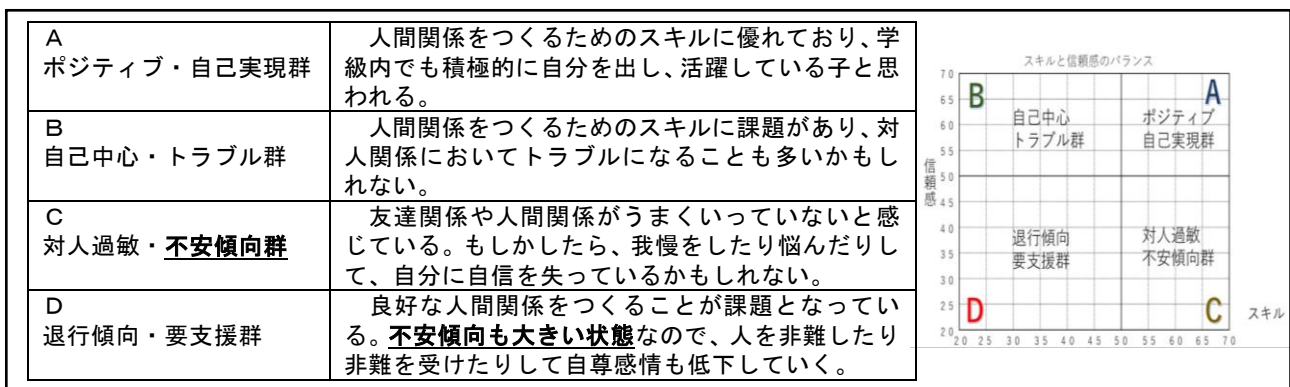 A
ポジティブ・自己実現群
人間関係をつくるためのスキルに優れており、学
級内でも積極的に自分を出し、活躍している子と思
われる。
B
自己中心・トラブル群
人間関係をつくるためのスキルに課題があり、対
人関係においてトラブルになることも多いかもし
れない。
C
対人過敏・不安傾向群
友達関係や人間関係がうまくいっていないと感
じている。もしかしたら、我慢をしたり悩んだりし
て、自分に自信を失っているかもしれない。
D
退行傾向・要支援群
良好な人間関係をつくることが課題となってい
る。不安傾向も大きい状態なので、人を非難したり
非難を受けたりして自尊感情も低下していく。
スキルと信頼感のバランス
70
65
60
55
50
45
40
35
30
25
20
信頼感
B
自己中心
トラブル群
A
ポジティブ
自己実現群
退行傾向
要支援群
対人過敏
不安傾向群
D
C
スキル
20 25 30 35 40 45 50 55 60 65 70